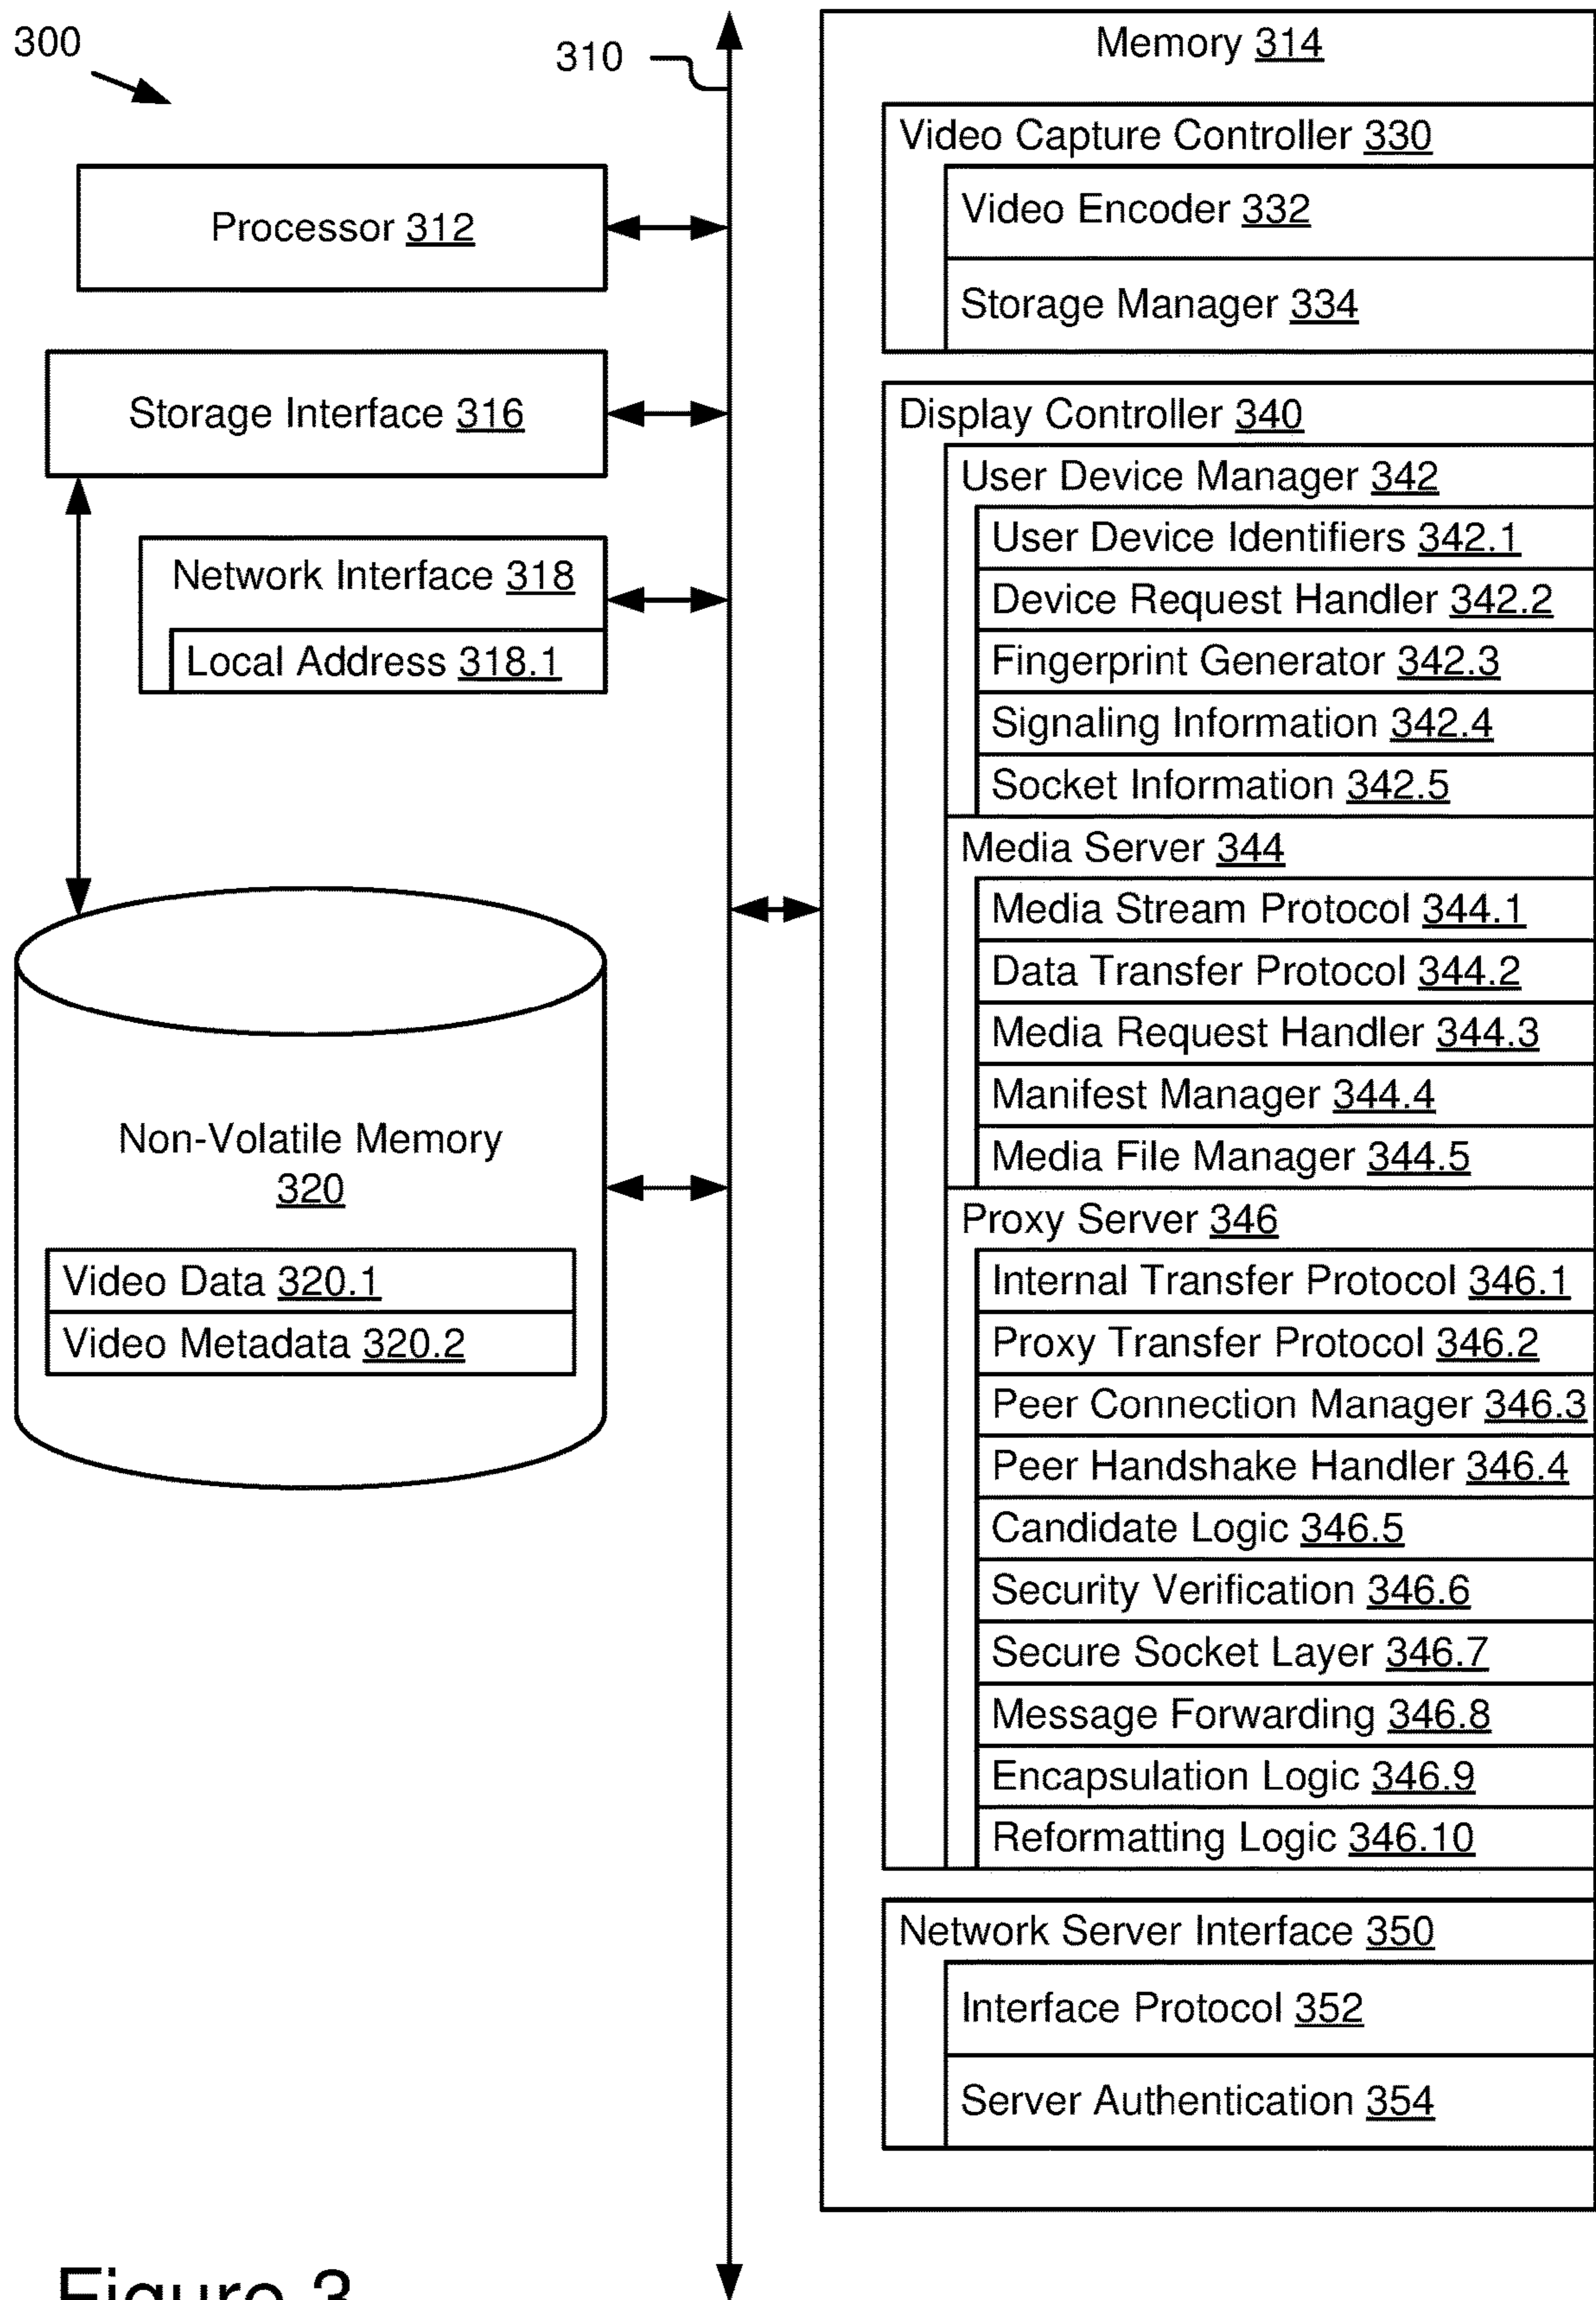 300
310
Processor 312
Storage Interface 316
Network Interface 318
Local Address 318.1
Non-Volatile Memory
320
Video Data 320.1
Video Metadata 320.2
Memory 314
Video Capture Controller 330
Video Encoder 332
Storage Manager 334
Display Controller 340
User Device Manager 342
User Device Identifiers 342.1
Device Request Handler 342.2
Fingerprint Generator 342.3
Signaling Information 342.4
Socket Information 342.5
Media Server 344
Media Stream Protocol 344.1
Data Transfer Protocol 344.2
Media Request Handler 344.3
Manifest Manager 344.4
Media File Manager 344.5
Proxy Server 346
Internal Transfer Protocol 346.1
Proxy Transfer Protocol 346.2
Peer Connection Manager 346.3
Peer Handshake Handler 346.4
Candidate Logic 346.5
Security Verification 346.6
Secure Socket Layer 346.7
Message Forwarding 346.8
Encapsulation Logic 346.9
Reformatting Logic 346.10
Network Server Interface 350
Interface Protocol 352
Server Authentication 354
Figure 3